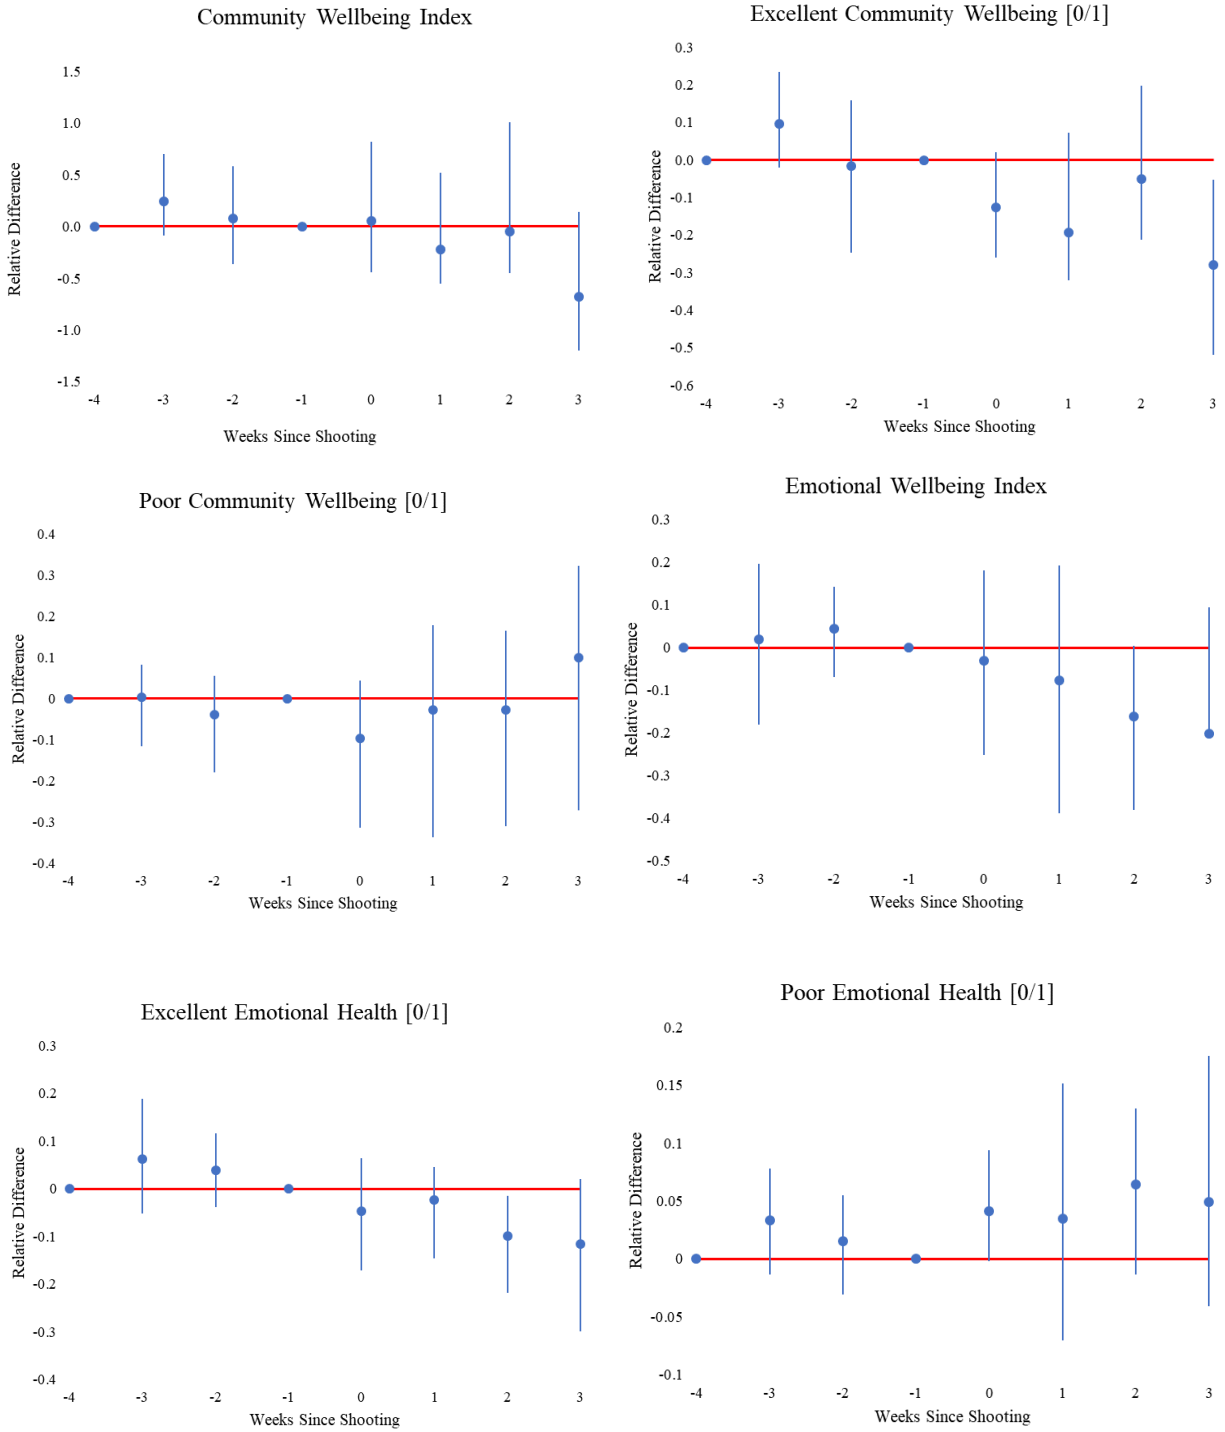 Community Wellbeing Index
1.5
1.0
0.5
0.0
-0.5
-1.0
-1.5
Relative Difference
-4 -3 -2 -1 0 1 2 3
Weeks Since Shooting
Excellent Community Wellbeing [0/1]
0.3
0.2
0.1
0.0
-0.1
-0.2
-0.3
-0.4
-0.5
-0.6
Relative Difference
-4 -3 -2 -1 0 1 2 3
Weeks Since Shooting
Poor Community Wellbeing [0/1]
0.4
0.3
0.2
0.1
0
-0.1
-0.2
-0.3
-0.4
Relative Difference
-4 -3 -2 -1 0 1 2 3
Weeks Since Shooting
Emotional Wellbeing Index
0.3
0.2
0.1
0
-0.1
-0.2
-0.3
-0.4
-0.5
Relative Difference
-4 -3 -2 -1 0 1 2 3
Weeks Since Shooting
Excellent Emotional Health [0/1]
0.3
0.2
0.1
0
-0.1
-0.2
-0.3
-0.4
Relative Difference
-4 -3 -2 -1 0 1 2 3
Weeks Since Shooting
Poor Emotional Health [0/1]
0.2
0.15
0.1
0.05
0
-0.05
-0.1
Relative Difference
-4 -3 -2 -1 0 1 2 3
Weeks Since Shooting